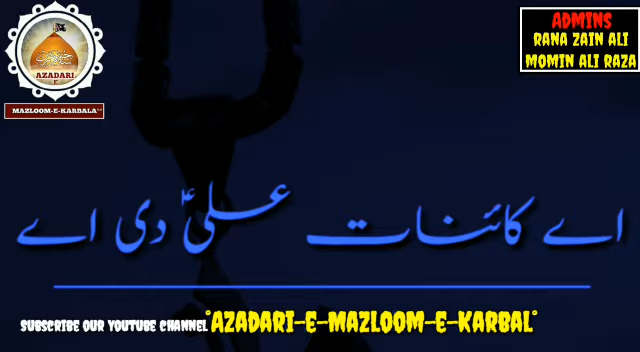 AZADARI
MAZLOOM-E-KARBALA
ADMINS
RANA ZAIN ALI
MOMIN ALI RAZA
اے کائنات علیؑ دی اے
SUBSCRIBE OUR YOUTUBE CHANNEL "AZADARI-E-MAZLOOM-E-KARBAL"